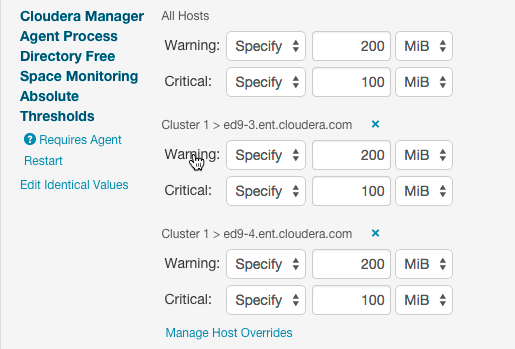 Cloudera Manager
Agent Process
Directory Free
Space Monitoring
Absolute
Thresholds
? Requires Agent
Restart
Edit Identical Values
All Hosts
Warning: Specify 200 MiB
Critical: Specify 100 MiB
Cluster 1 > ed9-3.ent.cloudera.com ×
Warning: Specify 200 MiB
Critical: Specify 100 MiB
Cluster 1 > ed9-4.ent.cloudera.com ×
Warning: Specify 200 MiB
Critical: Specify 100 MiB
Manage Host Overrides